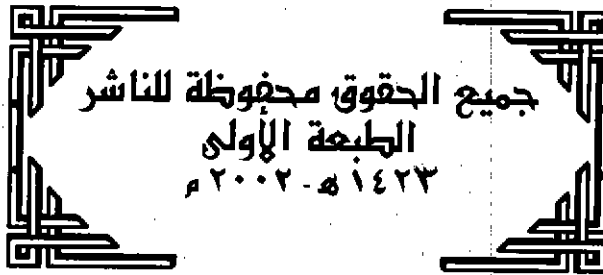 جميع الحقوق محفوظة للناشر
الطبعة الأولى
١٤٢٣ هـ - ٢٠٠٢ م